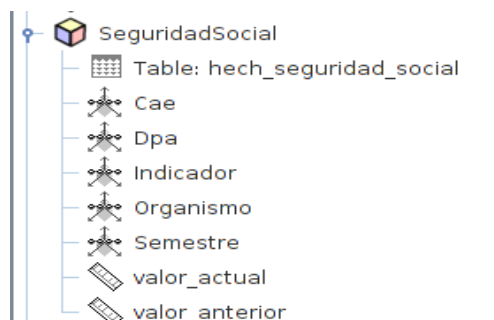 SeguridadSocial
Table: hech_seguridad_social
Cae
Dpa
Indicador
Organismo
Semestre
valor_actual
valor_anterior